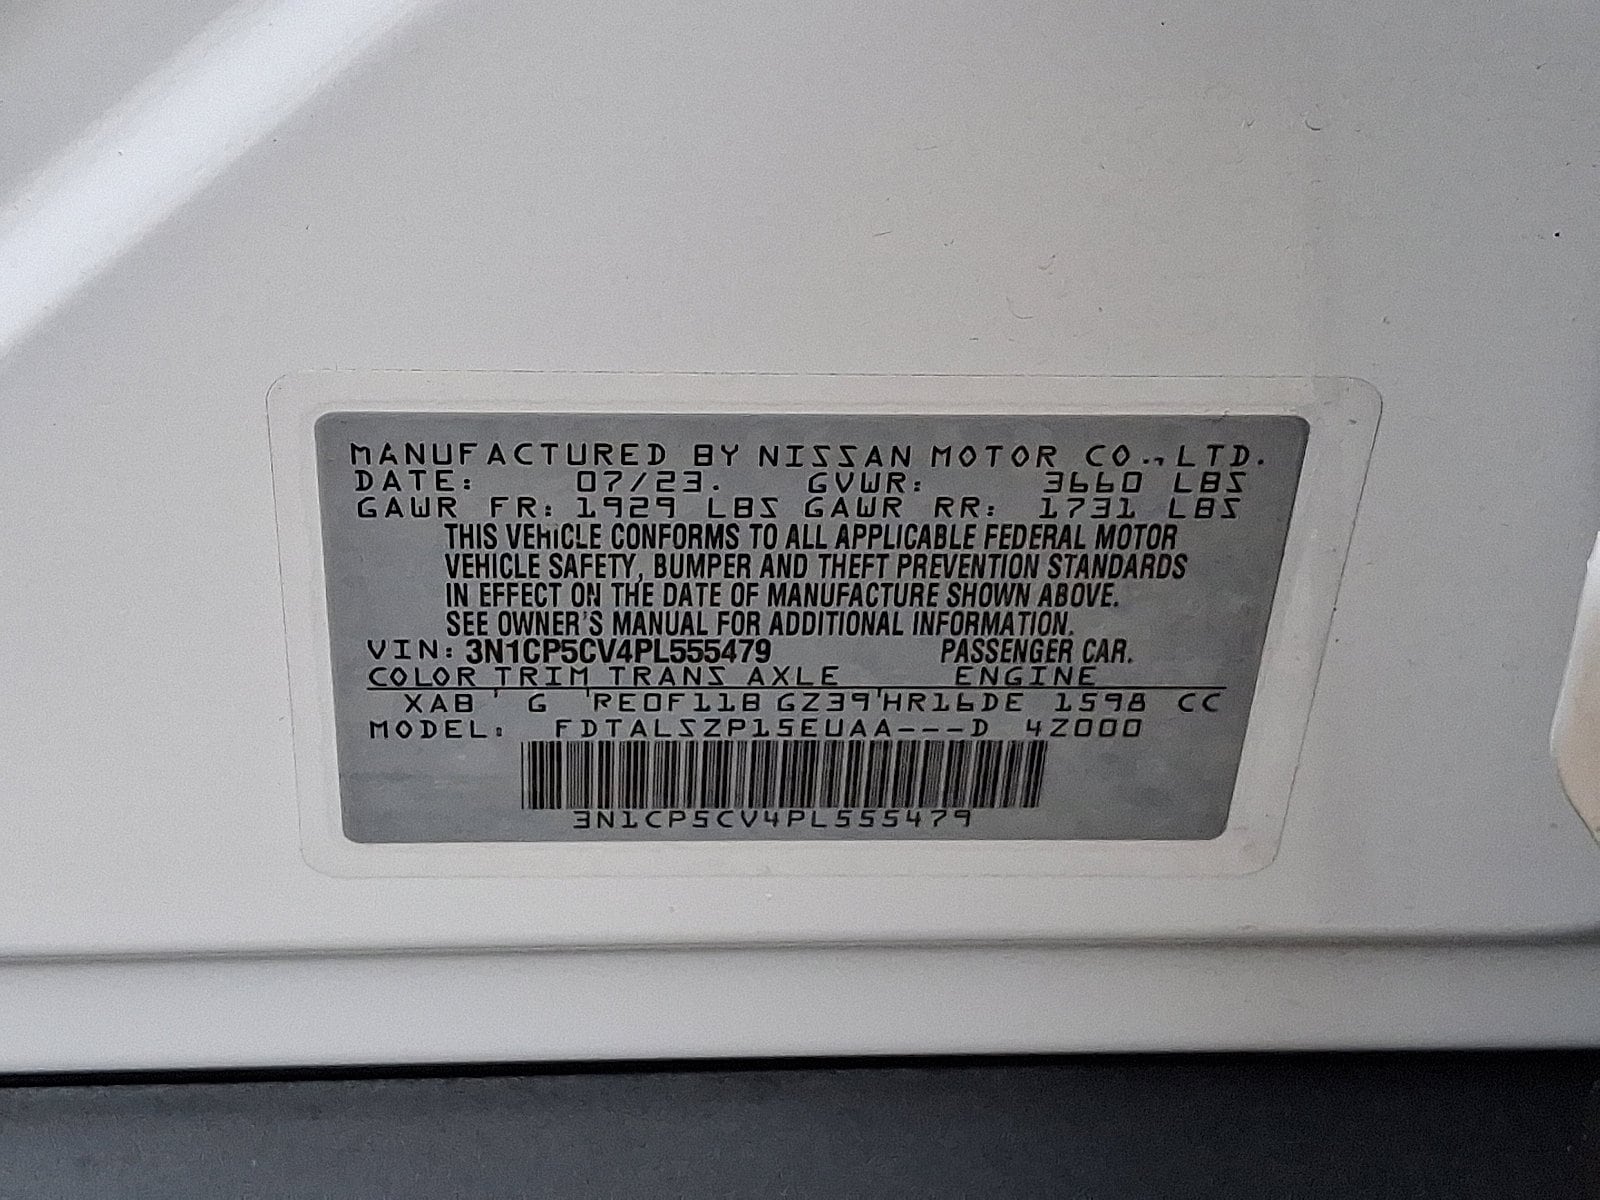 MANUFACTURED BY NISSAN MOTOR CO., LTD.
DATE: 07/23. GVWR: 3660 LBS
GAWR FR: 1929 LBS GAWR RR: 1731 LBS
THIS VEHICLE CONFORMS TO ALL APPLICABLE FEDERAL MOTOR
VEHICLE SAFETY, BUMPER AND THEFT PREVENTION STANDARDS
IN EFFECT ON THE DATE OF MANUFACTURE SHOWN ABOVE.
SEE OWNER'S MANUAL FOR ADDITIONAL INFORMATION.
VIN: 3N1CP5CV4PL555479 PASSENGER CAR.
COLOR TRIM TRANS AXLE ENGINE
XAB ' G 'RE0F11B GZ39'HR16DE 1598 CC
MODEL: FDTALSZP15EUAA---D 4Z000
3N1CP5CV4PL555479